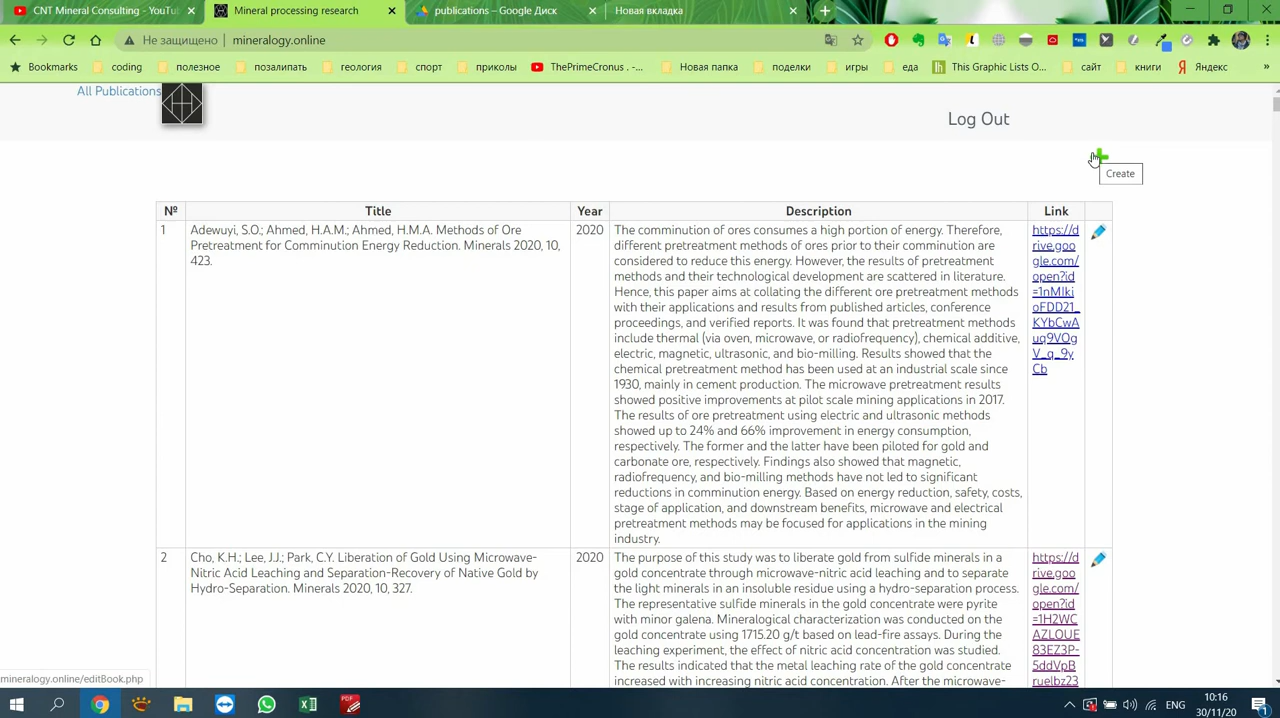 CNT Mineral Consulting - YouTu
Mineral processing research
publications – Google Диск
Новая вкладка
Не защищено
mineralogy.online
Bookmarks
coding
полезное
позалипать
геология
спорт
приколы
ThePrimeCronus . -...
Новая папка
поделки
игры
еда
This Graphic Lists O...
сайт
книги
Яндекс
»
All Publications
Log Out
Create
№ Title Year Description Link
1
Adewuyi, S.O.; Ahmed, H.A.M.; Ahmed, H.M.A. Methods of Ore
Pretreatment for Comminution Energy Reduction. Minerals 2020, 10,
423.
2020
The comminution of ores consumes a high portion of energy. Therefore,
different pretreatment methods of ores prior to their comminution are
considered to reduce this energy. However, the results of pretreatment
methods and their technological development are scattered in literature.
Hence, this paper aims at collating the different ore pretreatment methods
with their applications and results from published articles, conference
proceedings, and verified reports. It was found that pretreatment methods
include thermal (via oven, microwave, or radiofrequency), chemical additive,
electric, magnetic, ultrasonic, and bio-milling. Results showed that the
chemical pretreatment method has been used at an industrial scale since
1930, mainly in cement production. The microwave pretreatment results
showed positive improvements at pilot scale mining applications in 2017.
The results of ore pretreatment using electric and ultrasonic methods
showed up to 24% and 66% improvement in energy consumption,
respectively. The former and the latter have been piloted for gold and
carbonate ore, respectively. Findings also showed that magnetic,
radiofrequency, and bio-milling methods have not led to significant
reductions in comminution energy. Based on energy reduction, safety, costs,
stage of application, and downstream benefits, microwave and electrical
pretreatment methods may be focused for applications in the mining
industry.
https://d
rive.goo
gle.com/
open?id
=1nMIki
oFDD21_
KYbCwA
uq9VOg
V_q_9y
Cb
2
Cho, K.H.; Lee, J.J.; Park, C.Y. Liberation of Gold Using Microwave-
Nitric Acid Leaching and Separation-Recovery of Native Gold by
Hydro-Separation. Minerals 2020, 10, 327.
2020
The purpose of this study was to liberate gold from sulfide minerals in a
gold concentrate through microwave-nitric acid leaching and to separate
the light minerals in an insoluble residue using a hydro-separation process.
The representative sulfide minerals in the gold concentrate were pyrite
with minor galena. Mineralogical characterization was conducted on the
gold concentrate using 1715.20 g/t based on lead-fire assays. During the
leaching experiment, the effect of nitric acid concentration was studied.
The results indicated that the metal leaching rate of the gold concentrate
increased with increasing nitric acid concentration. After the microwave-
https://d
rive.goo
gle.com/
open?id
=1H2WC
AZLOUE
83EZ3P-
5ddVpB
ruelbz23
mineralogy.online/editBook.php
ENG
10:16
30/11/20